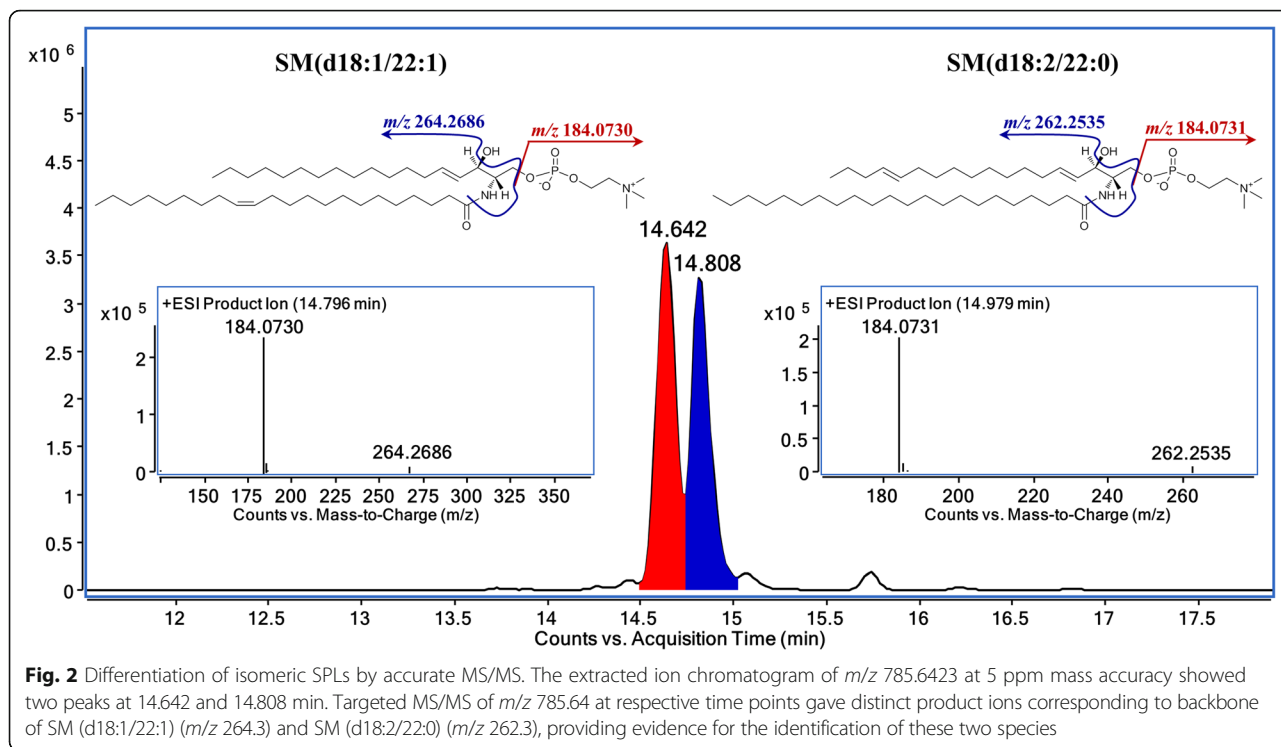 x10 6
SM(d18:1/22:1)
SM(d18:2/22:0)
5
4.5
4
3.5
3
2.5
2
1.5
1
0.5
0
m/z 264.2686
m/z 184.0730
H
OH
O
O
P
O⁻
O
N⁺
NH
H
O
m/z 262.2535
m/z 184.0731
H
OH
O
O
P
O⁻
O
N⁺
NH
H
O
14.642
14.808
+ESI Product Ion (14.796 min)
x10 5
184.0730
2
1
0
264.2686
150 175 200 225 250 275 300 325 350
Counts vs. Mass-to-Charge (m/z)
+ESI Product Ion (14.979 min)
x10 5
184.0731
2
1.5
1
0.5
0
262.2535
180 200 220 240 260
Counts vs. Mass-to-Charge (m/z)
12 12.5 13 13.5 14 14.5 15 15.5 16 16.5 17 17.5
Counts vs. Acquisition Time (min)
Fig. 2 Differentiation of isomeric SPLs by accurate MS/MS. The extracted ion chromatogram of m/z 785.6423 at 5 ppm mass accuracy showed
two peaks at 14.642 and 14.808 min. Targeted MS/MS of m/z 785.64 at respective time points gave distinct product ions corresponding to backbone
of SM (d18:1/22:1) (m/z 264.3) and SM (d18:2/22:0) (m/z 262.3), providing evidence for the identification of these two species